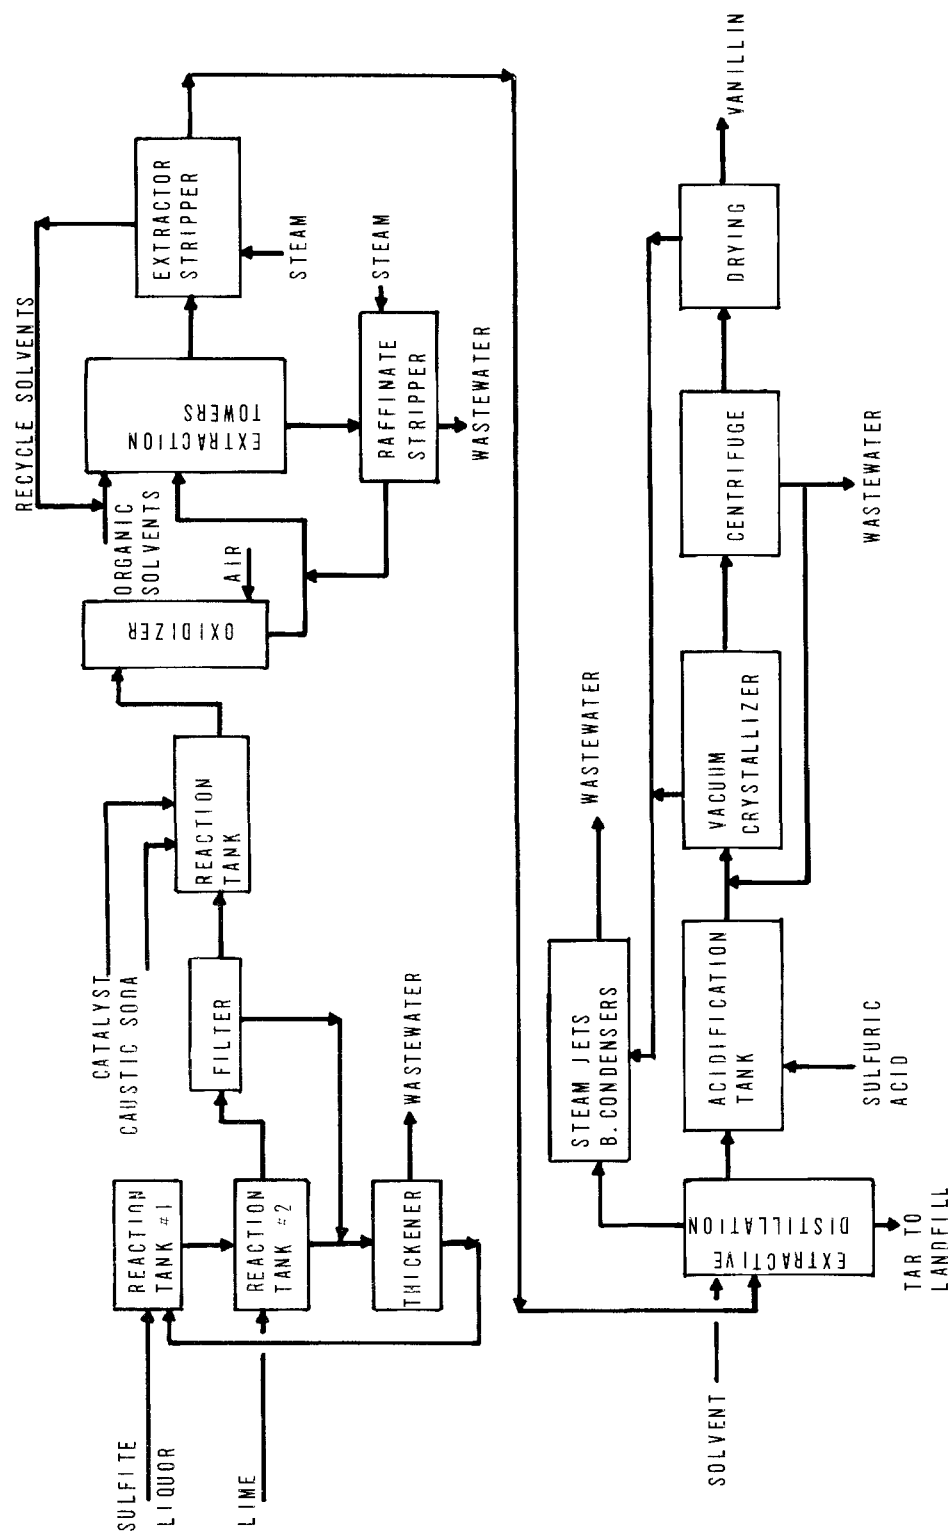 SULFITE
LIQUOR
LIME
REACTION
TANK #1
REACTION
TANK #2
THICKENER
WASTEWATER
FILTER
CATALYST
CAUSTIC SODA
REACTION
TANK
OXIDIZER
AIR
ORGANIC
SOLVENTS
RECYCLE SOLVENTS
EXTRACTION
TOWERS
RAFFINATE
STRIPPER
WASTEWATER
STEAM
EXTRACTOR
STRIPPER
STEAM
SOLVENT
EXTRACTIVE
DISTILLATION
TAR TO
LANDFILL
STEAM JETS
B. CONDENSERS
WASTEWATER
ACIDIFICATION
TANK
SULFURIC
ACID
VACUUM
CRYSTALLIZER
CENTRIFUGE
WASTEWATER
DRYING
VANILLIN